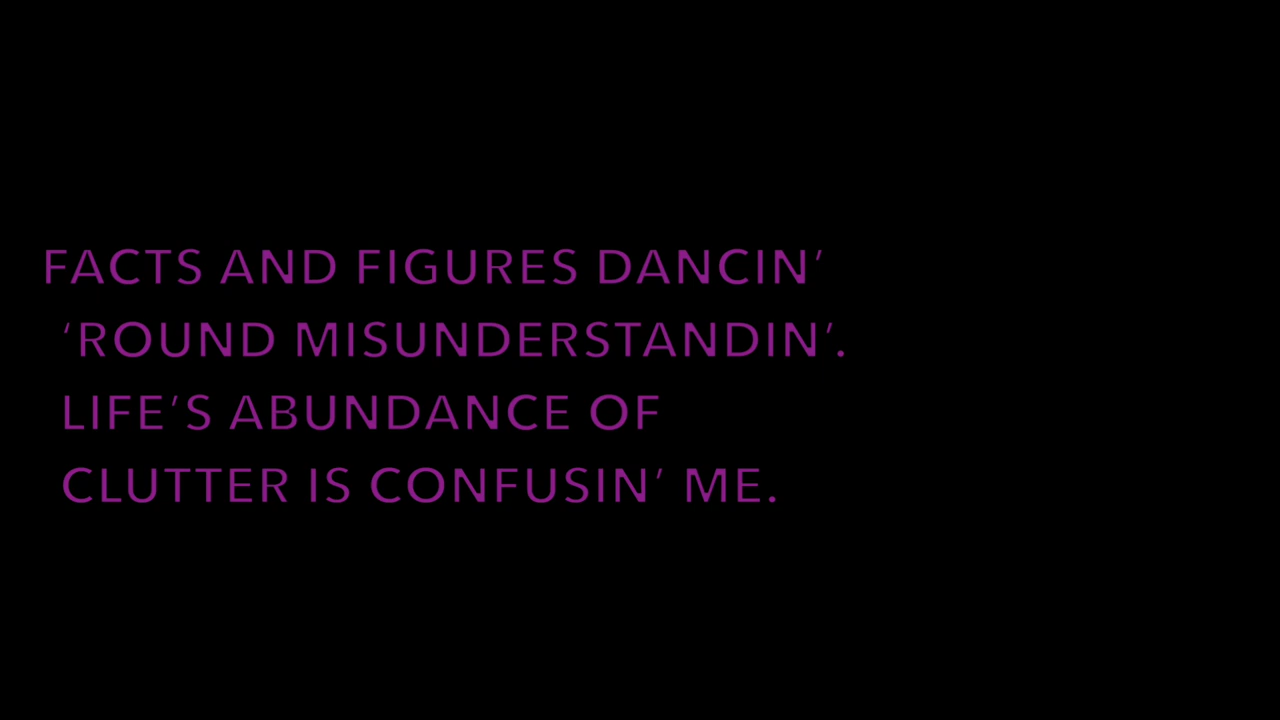 FACTS AND FIGURES DANCIN’
‘ROUND MISUNDERSTANDIN’.
LIFE’S ABUNDANCE OF
CLUTTER IS CONFUSIN’ ME.